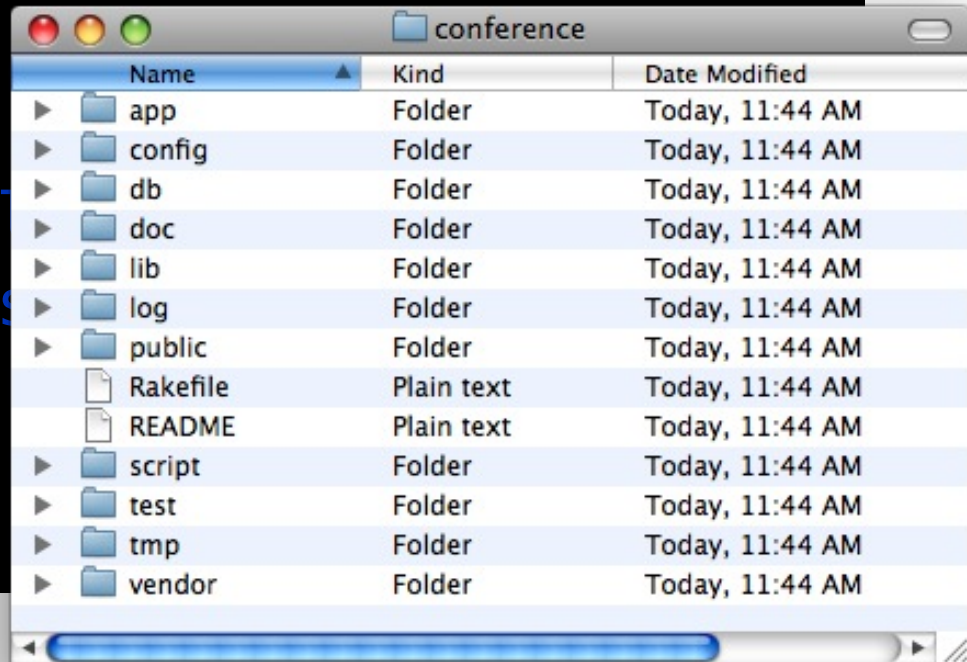 conference
Name Kind Date Modified
app Folder Today, 11:44 AM
config Folder Today, 11:44 AM
db Folder Today, 11:44 AM
doc Folder Today, 11:44 AM
lib Folder Today, 11:44 AM
log Folder Today, 11:44 AM
public Folder Today, 11:44 AM
Rakefile Plain text Today, 11:44 AM
README Plain text Today, 11:44 AM
script Folder Today, 11:44 AM
test Folder Today, 11:44 AM
tmp Folder Today, 11:44 AM
vendor Folder Today, 11:44 AM